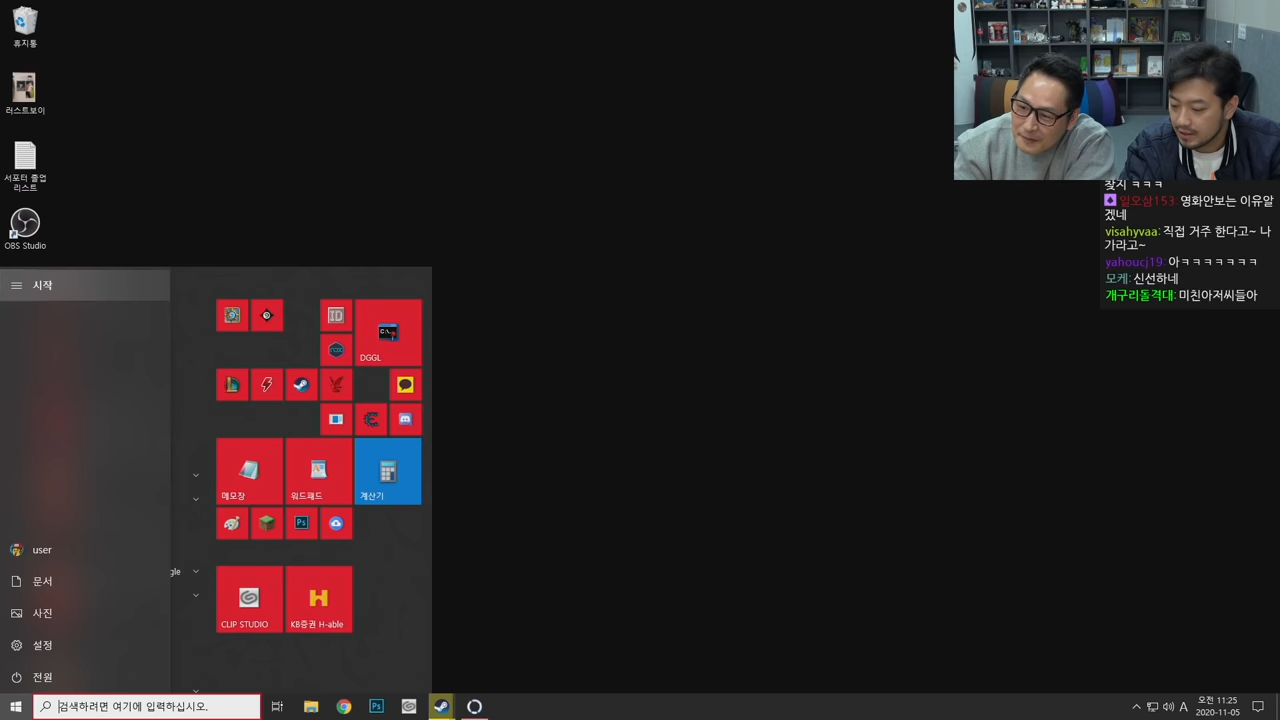 휴지통
러스트보이
서포터 졸업
리스트
OBS Studio
찾지 ㅋㅋㅋ
일오삼153: 영화안보는 이유알
겠네
visahyvaa: 직접 거주 한다고~ 나
가라고~
yahoucj19: 아ㅋㅋㅋㅋㅋㅋㅋ
모케: 신선하네
개구리돌격대: 미친아저씨들아
시작
ID
DGGL
메모장
워드패드
계산기
Ps
user
문서
gle
사진
CLIP STUDIO
KB증권 H-able
설정
전원
검색하려면 여기에 입력하십시오.
Ps
A
오전 11:25
2020-11-05